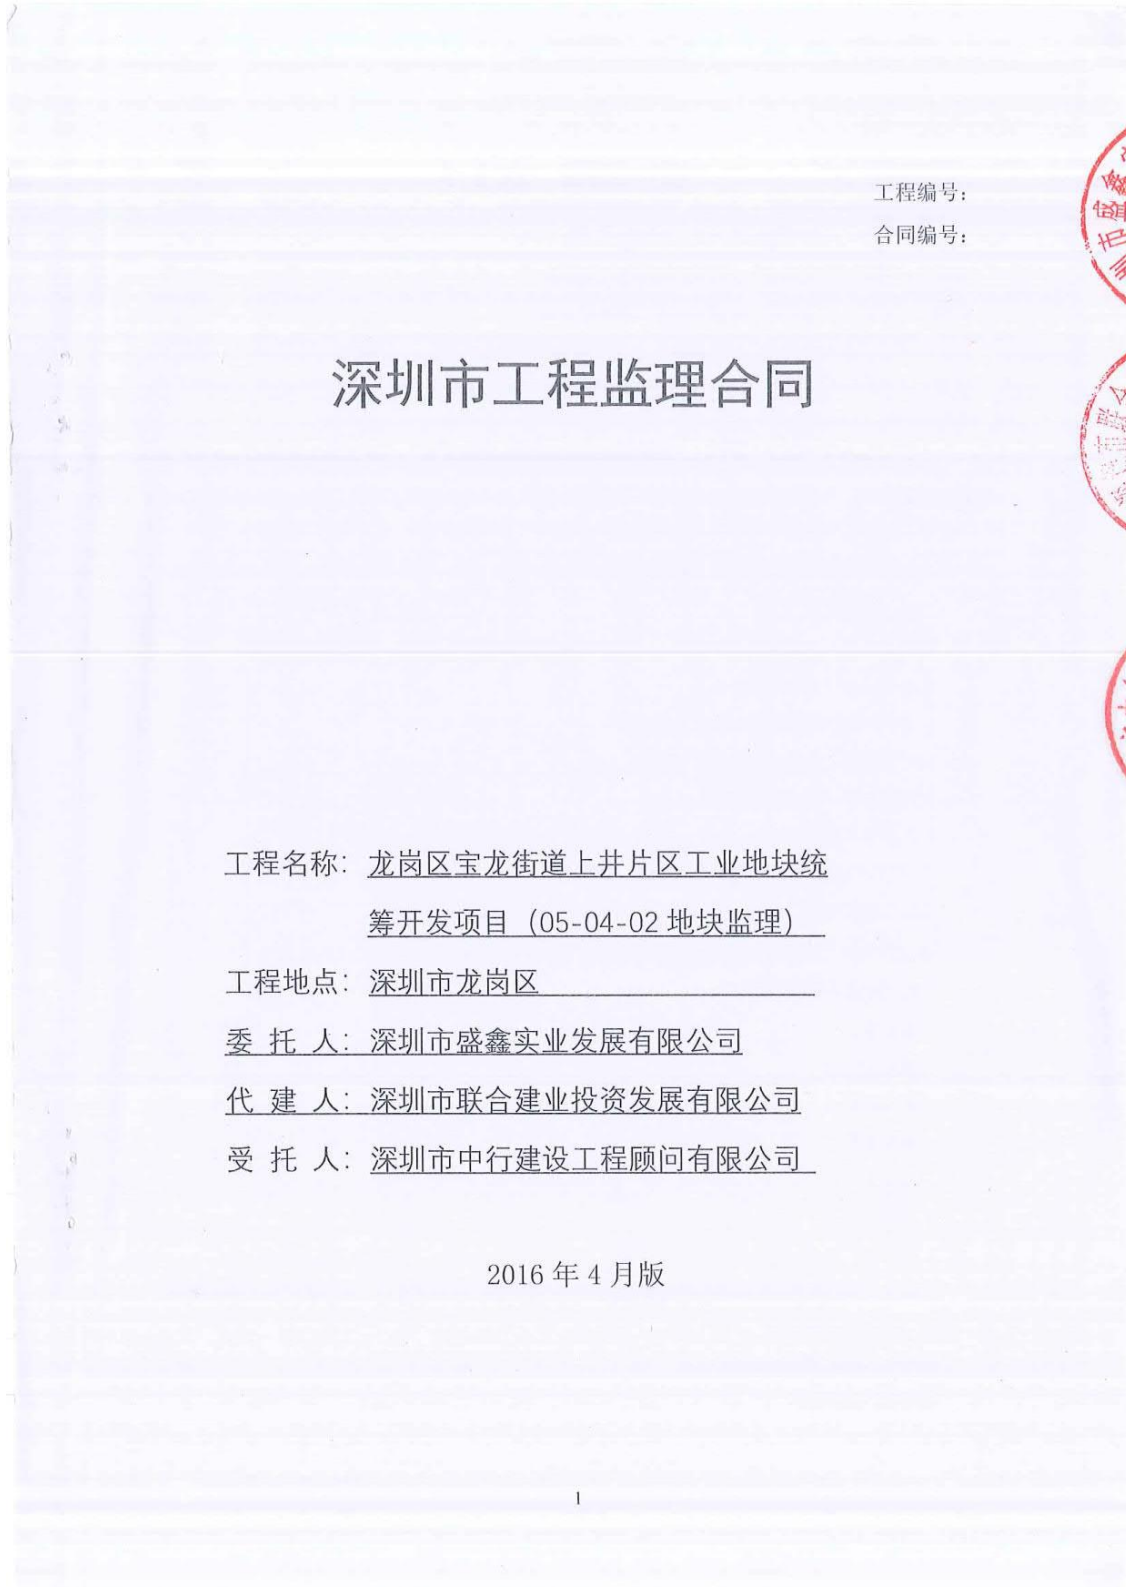 工程编号：
合同编号：
深圳市工程监理合同
工程名称：龙岗区宝龙街道上井片区工业地块统
筹开发项目（05-04-02 地块监理）
工程地点：深圳市龙岗区
委 托 人：深圳市盛鑫实业发展有限公司
代 建 人：深圳市联合建业投资发展有限公司
受 托 人：深圳市中行建设工程顾问有限公司
2016 年 4 月版
1